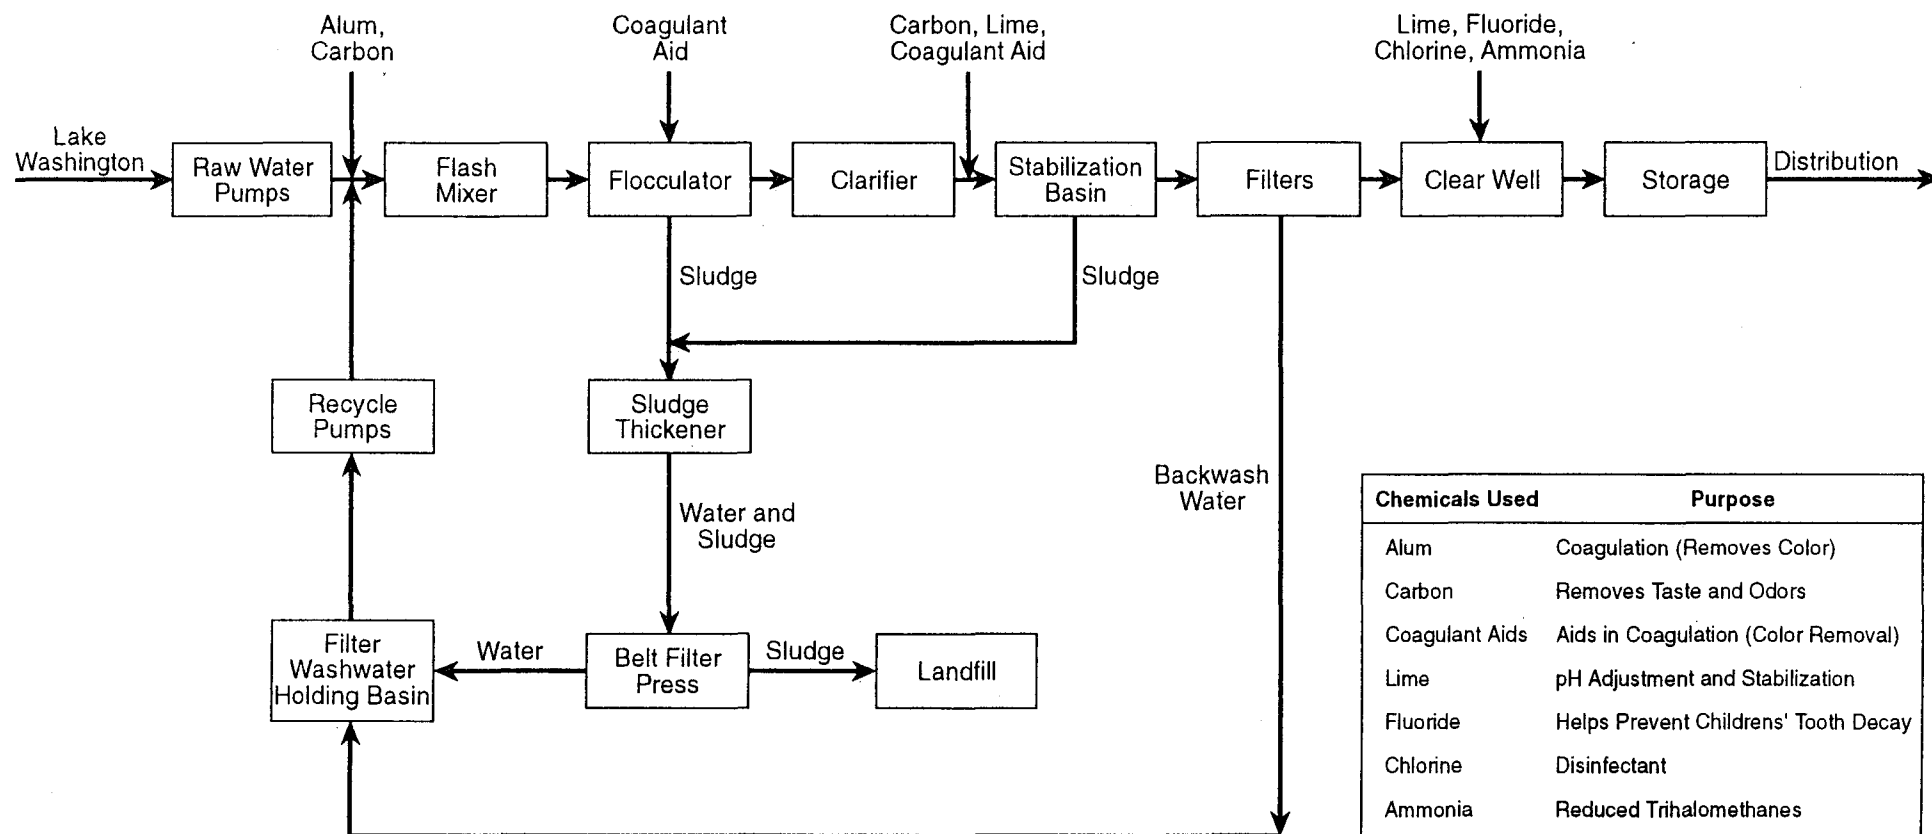 Alum,
Carbon
Coagulant
Aid
Carbon, Lime,
Coagulant Aid
Lime, Fluoride,
Chlorine, Ammonia
Lake
Washington
Raw Water
Pumps
Flash
Mixer
Flocculator
Clarifier
Stabilization
Basin
Filters
Clear Well
Storage
Distribution
Sludge
Sludge
Recycle
Pumps
Sludge
Thickener
Water and
Sludge
Backwash
Water
Filter
Washwater
Holding Basin
Water
Belt Filter
Press
Sludge
Landfill
Chemicals Used Purpose
Alum Coagulation (Removes Color)
Carbon Removes Taste and Odors
Coagulant Aids Aids in Coagulation (Color Removal)
Lime pH Adjustment and Stabilization
Fluoride Helps Prevent Childrens' Tooth Decay
Chlorine Disinfectant
Ammonia Reduced Trihalomethanes